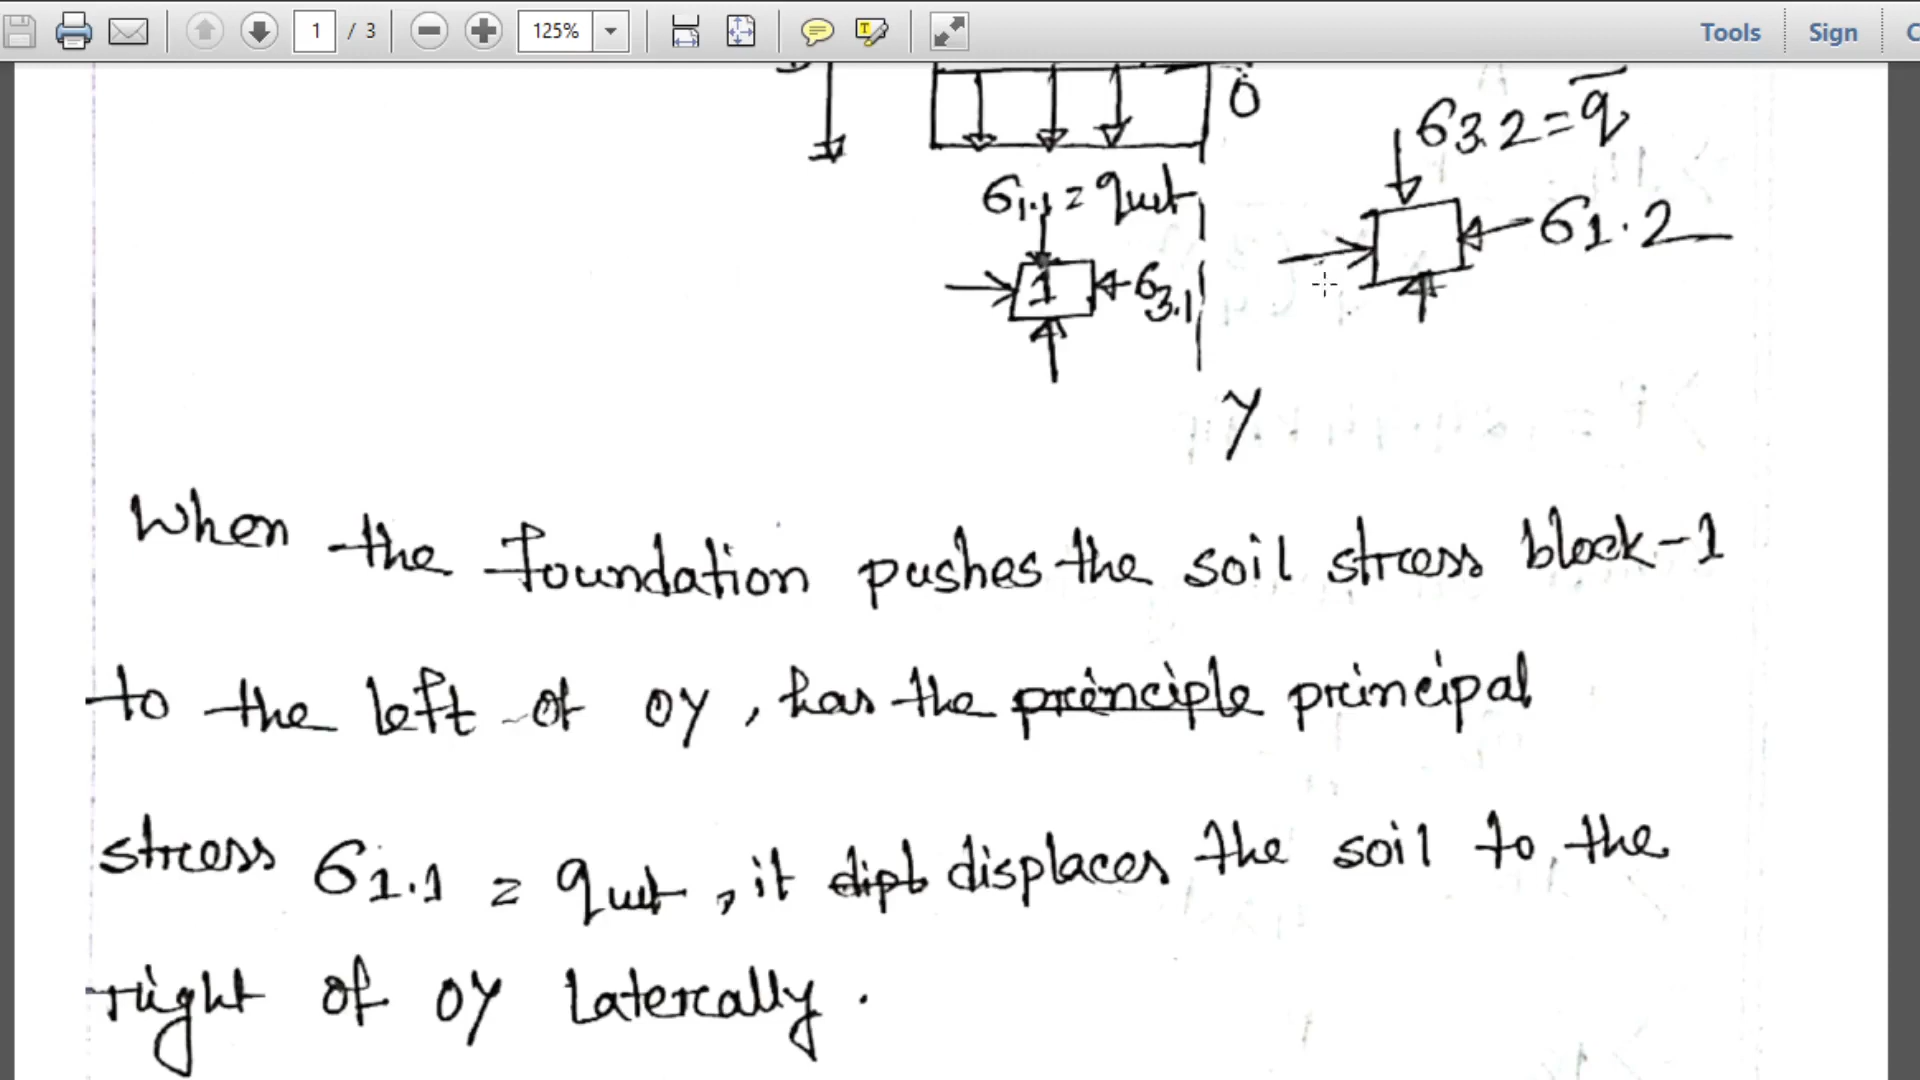 1 / 3 125% Tools Sign
O
σ3.2 = q̅
σ1.1 = qult
σ1.2
1 σ3.1
Y
When the foundation pushes the soil stress block-1
to the left of OY, has the principle principal
stress σ1.1 = qult, it dipl displaces the soil to the
right of OY laterally.